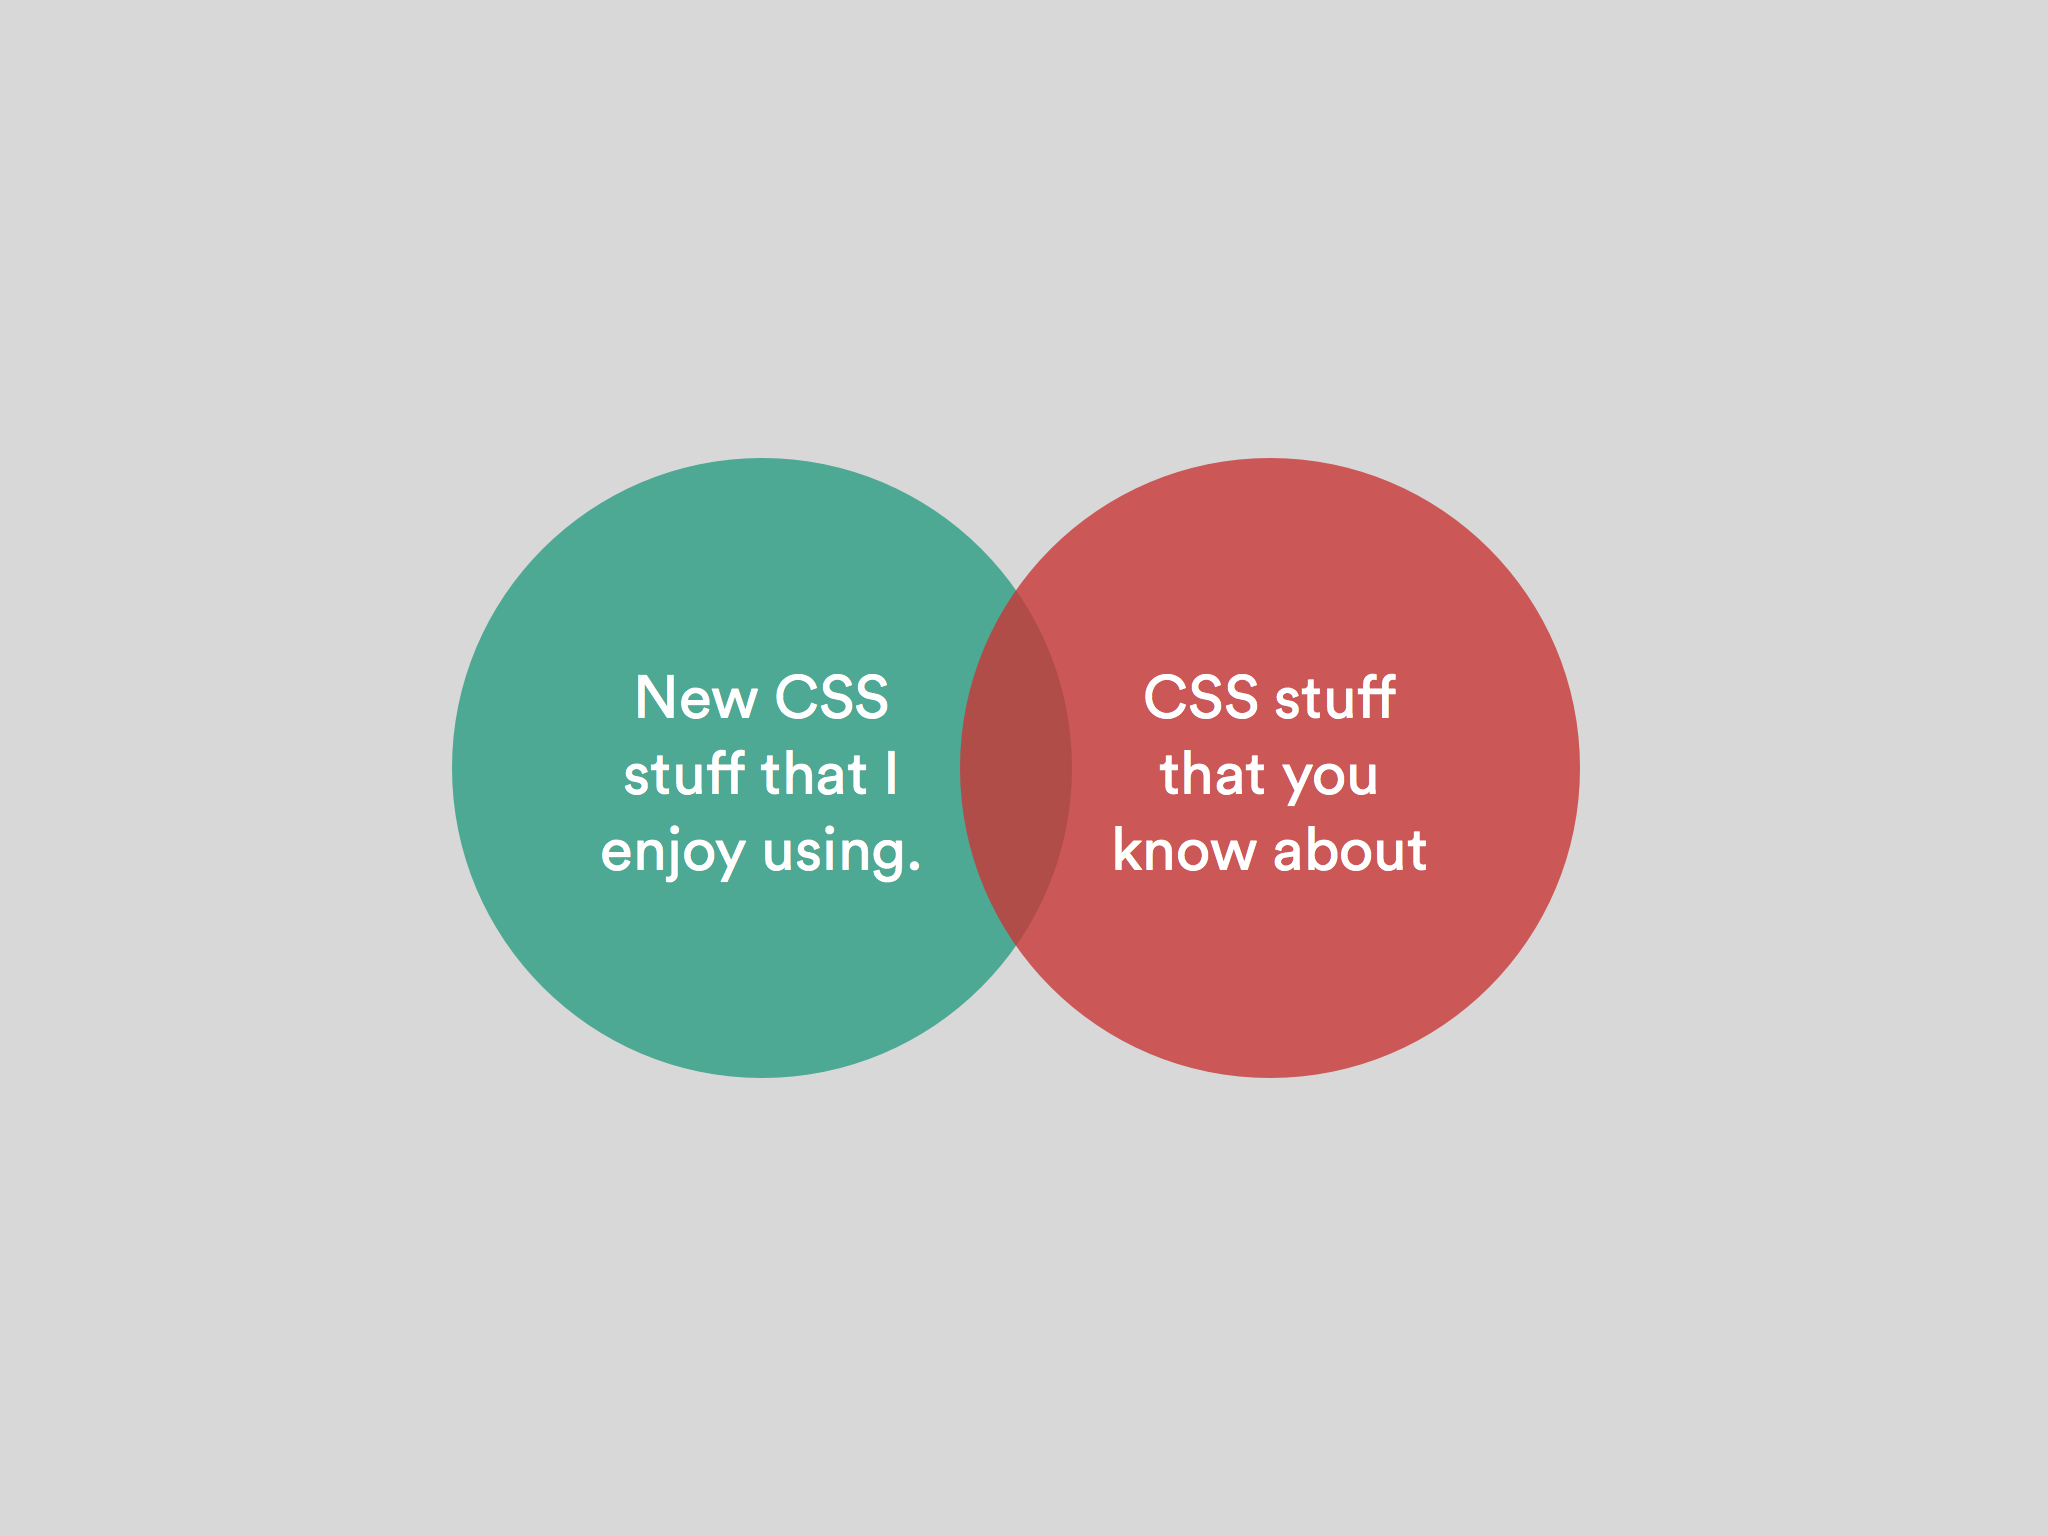 New CSS
stuff that I
enjoy using.
CSS stuff
that you
know about